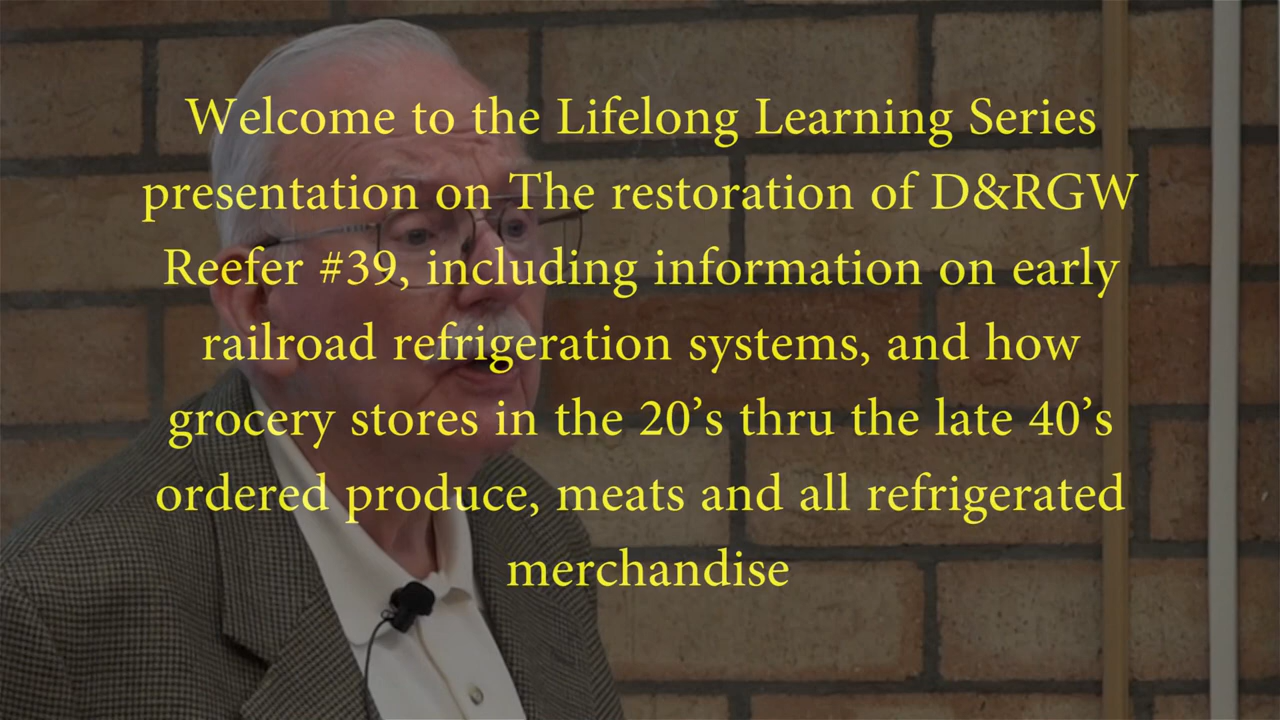 Welcome to the Lifelong Learning Series
presentation on The restoration of D&RGW
Reefer #39, including information on early
railroad refrigeration systems, and how
grocery stores in the 20’s thru the late 40’s
ordered produce, meats and all refrigerated
merchandise